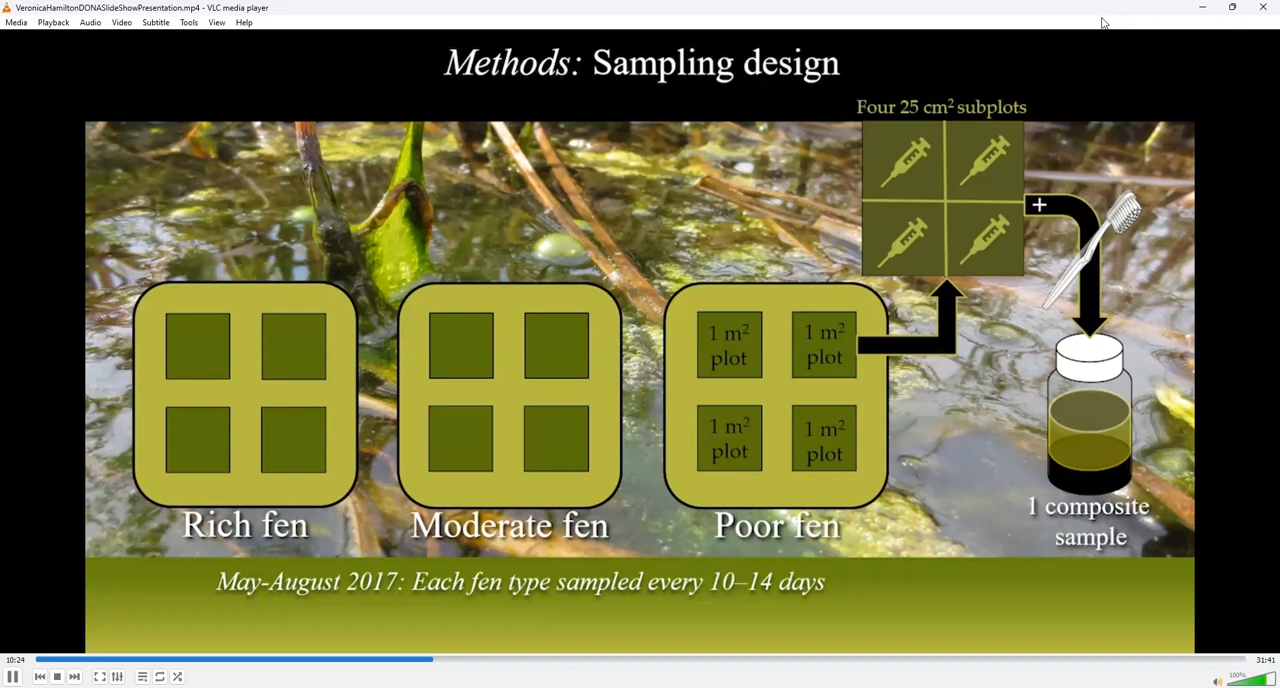 VeronicaHamiltonDONASlideShowPresentation.mp4 - VLC media player
Media Playback Audio Video Subtitle Tools View Help
Methods: Sampling design
Four 25 cm² subplots
+
1 m² plot
1 m² plot
1 m² plot
1 m² plot
Rich fen
Moderate fen
Poor fen
1 composite
sample
May-August 2017: Each fen type sampled every 10–14 days
10:24
31:41
100%